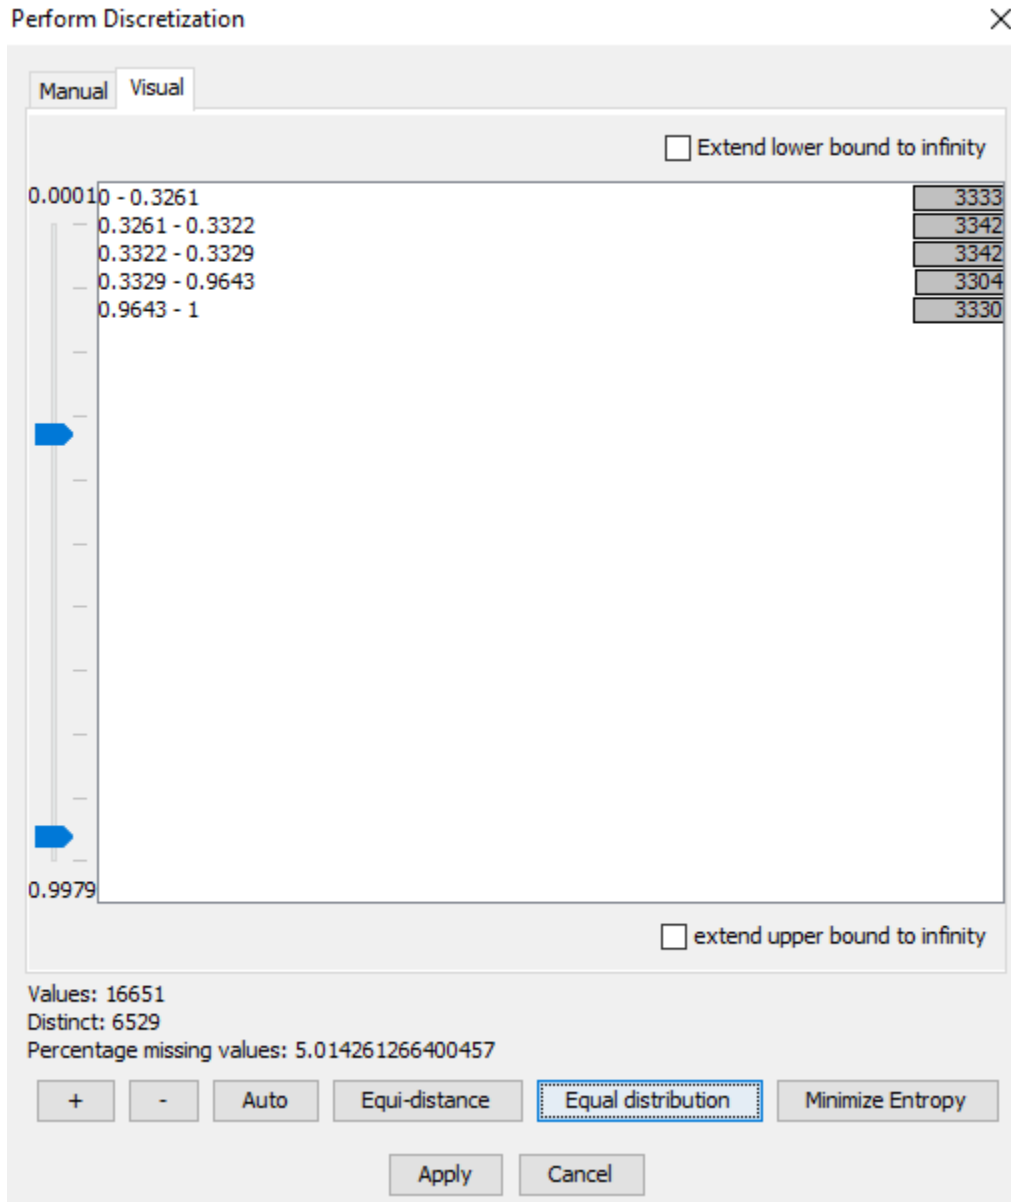 Perform Discretization
Manual Visual
Extend lower bound to infinity
0.0001
0 - 0.3261 3333
0.3261 - 0.3322 3342
0.3322 - 0.3329 3342
0.3329 - 0.9643 3304
0.9643 - 1 3330
0.9979
extend upper bound to infinity
Values: 16651
Distinct: 6529
Percentage missing values: 5.014261266400457
+ - Auto Equi-distance Equal distribution Minimize Entropy
Apply Cancel